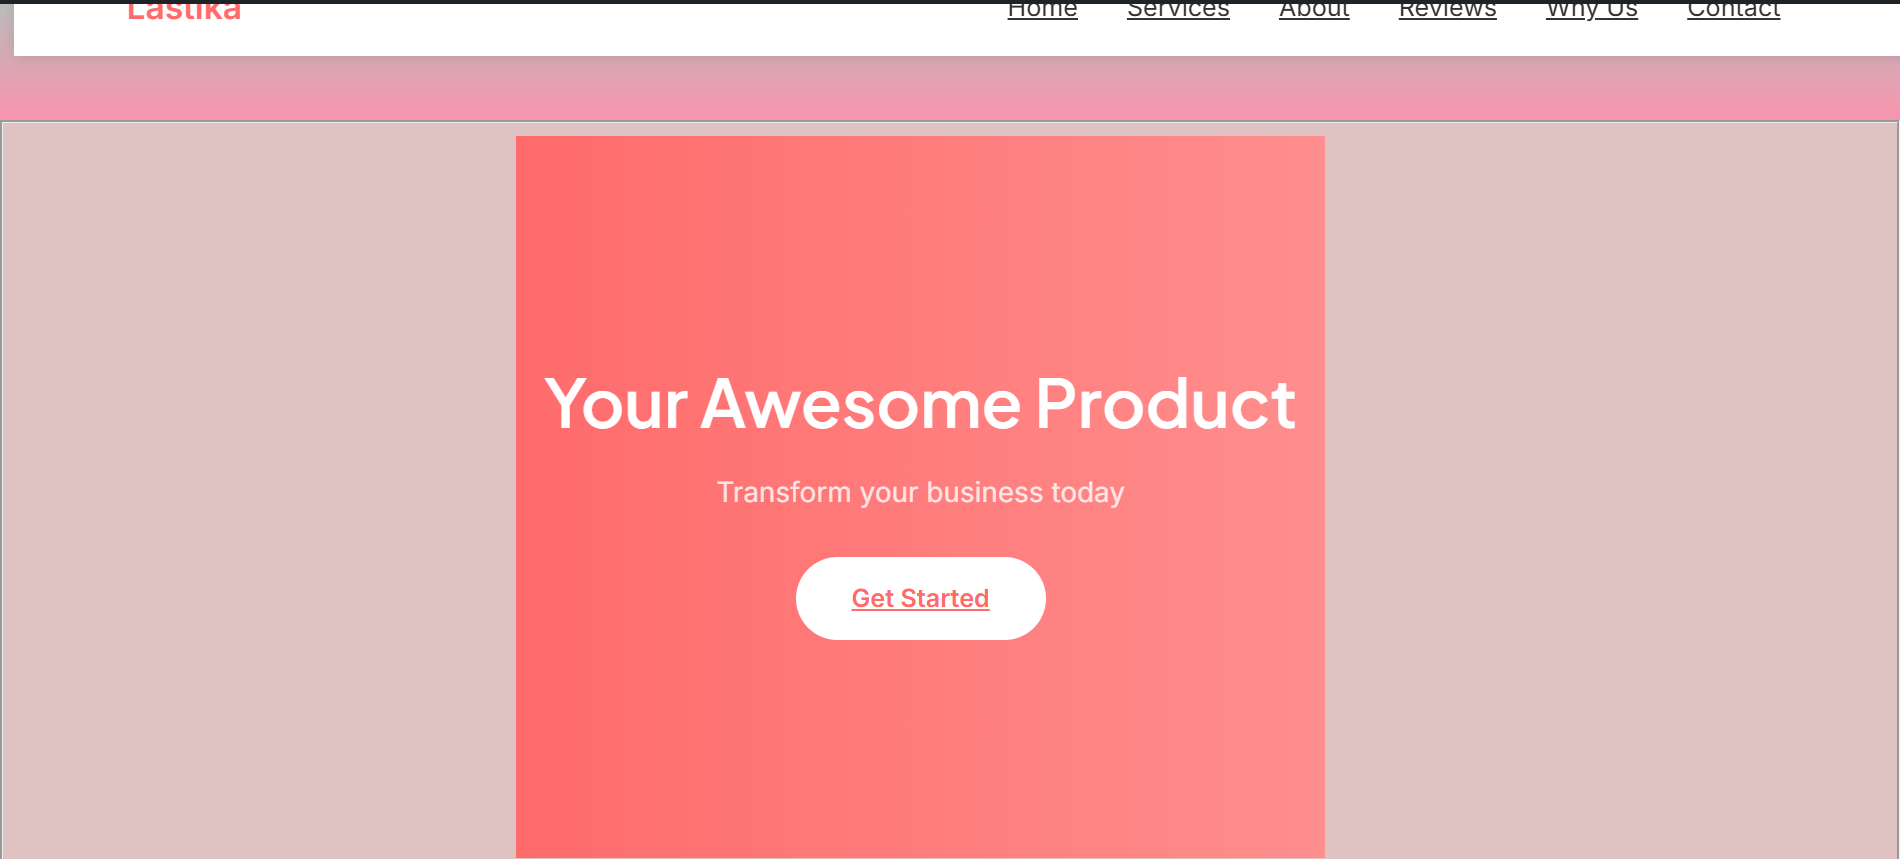 Lastika
Home Services About Reviews Why Us Contact
Your Awesome Product
Transform your business today
Get Started